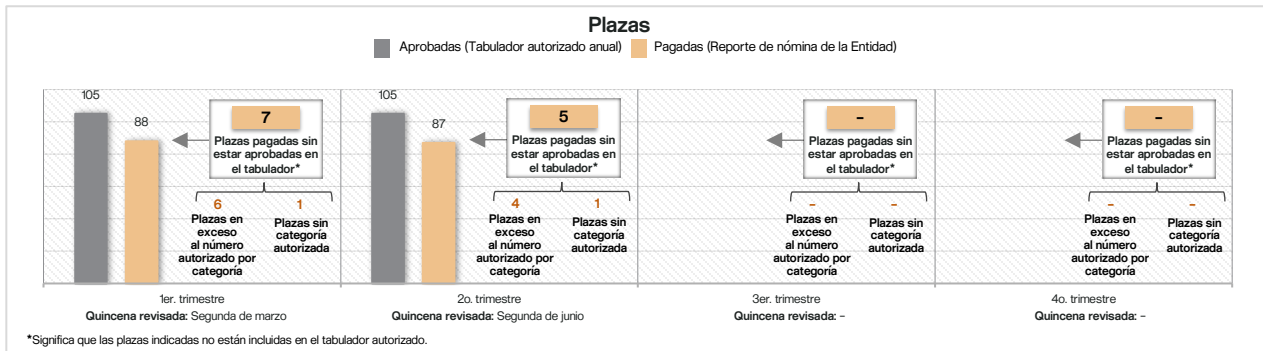 Plazas
Aprobadas (Tabulador autorizado anual) Pagadas (Reporte de nómina de la Entidad)
105
88
7
Plazas pagadas sin
estar aprobadas en
el tabulador*
6
Plazas en
exceso
al número
autorizado por
categoría
1
Plazas sin
categoría
autorizada
1er. trimestre
Quincena revisada: Segunda de marzo
105
87
5
Plazas pagadas sin
estar aprobadas en
el tabulador*
4
Plazas en
exceso
al número
autorizado por
categoría
1
Plazas sin
categoría
autorizada
2o. trimestre
Quincena revisada: Segunda de junio
-
Plazas pagadas sin
estar aprobadas en
el tabulador*
-
Plazas en
exceso
al número
autorizado por
categoría
-
Plazas sin
categoría
autorizada
3er. trimestre
Quincena revisada: -
-
Plazas pagadas sin
estar aprobadas en
el tabulador*
-
Plazas en
exceso
al número
autorizado por
categoría
-
Plazas sin
categoría
autorizada
4o. trimestre
Quincena revisada: -
*Significa que las plazas indicadas no están incluidas en el tabulador autorizado.